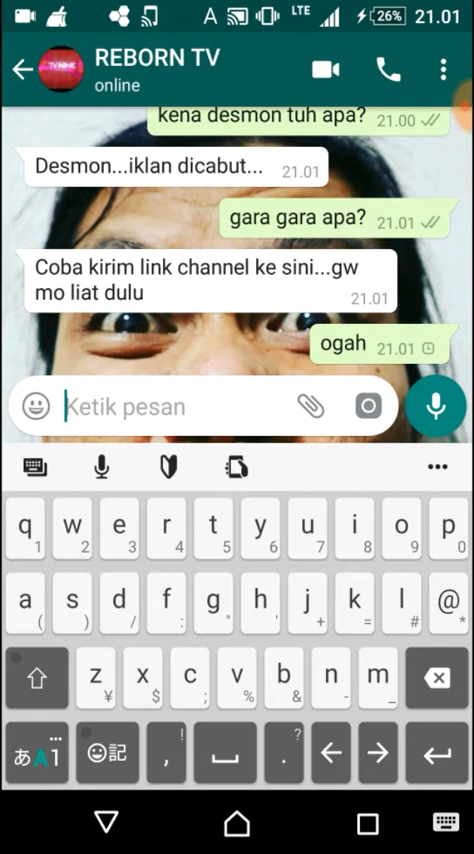 A
LTE
26%
21.01
REBORN TV
online
kena desmon tuh apa? 21.00
Desmon...iklan dicabut... 21.01
gara gara apa? 21.01
Coba kirim link channel ke sini...gw
mo liat dulu
21.01
ogah 21.01
Ketik pesan
q w e r t y u i o p
1 2 3 4 5 6 7 8 9 0
a s d f g h j k l @
( ) / : " ' + = # *
z x c v b n m
¥ $ ; % & - _
あA1 記 , ! . ?